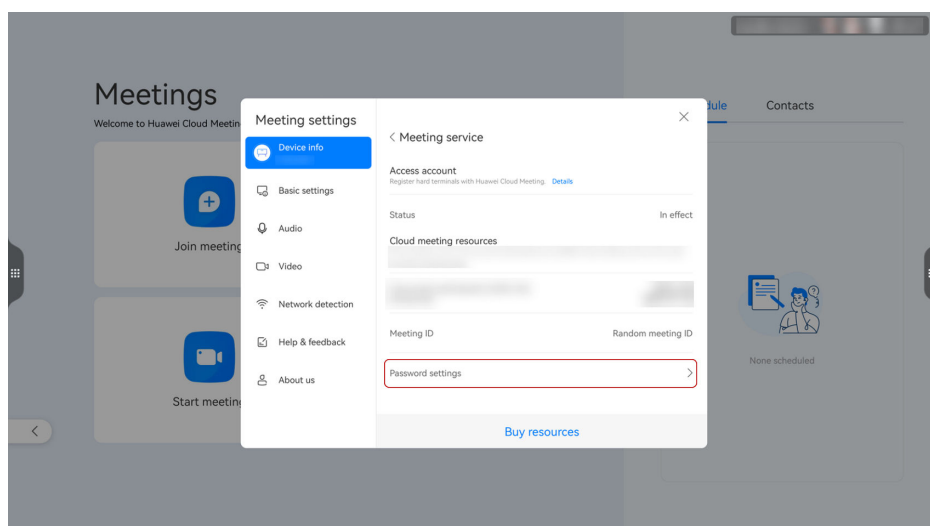 Meetings
Welcome to Huawei Cloud Meetin
Join meeting
Start meeting
Meeting settings
Device info
Basic settings
Audio
Video
Network detection
Help & feedback
About us
Meeting service
Access account
Register hard terminals with Huawei Cloud Meeting. Details
Status In effect
Cloud meeting resources
Meeting ID Random meeting ID
Password settings
Buy resources
dule Contacts
None scheduled